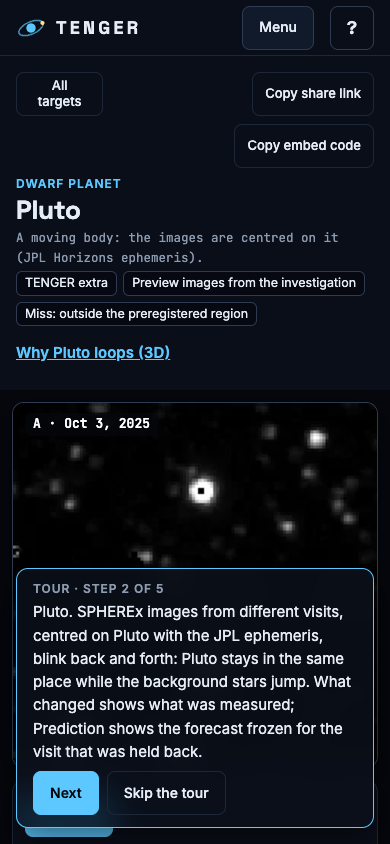 TENGER
Menu
?
All
targets
Copy share link
Copy embed code
DWARF PLANET
Pluto
A moving body: the images are centred on it
(JPL Horizons ephemeris).
TENGER extra
Preview images from the investigation
Miss: outside the preregistered region
Why Pluto loops (3D)
A · Oct 3, 2025
TOUR · STEP 2 OF 5
Pluto. SPHEREx images from different visits,
centred on Pluto with the JPL ephemeris,
blink back and forth: Pluto stays in the same
place while the background stars jump. What
changed shows what was measured;
Prediction shows the forecast frozen for the
visit that was held back.
Next
Skip the tour